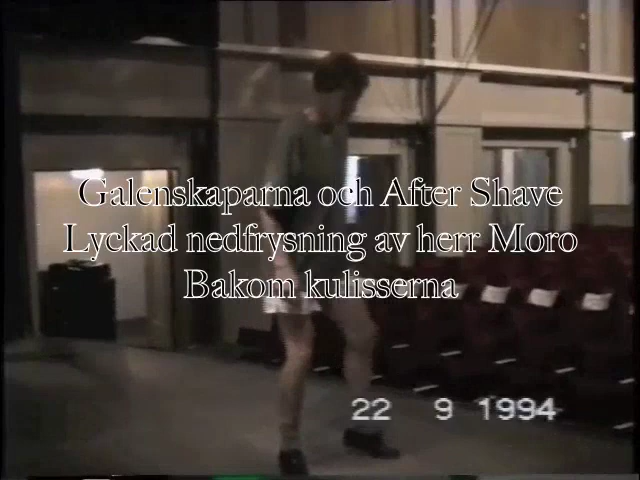 Galenskaparna och After Shave
Lyckad nedfrysning av herr Moro
Bakom kulisserna
22 9 1994